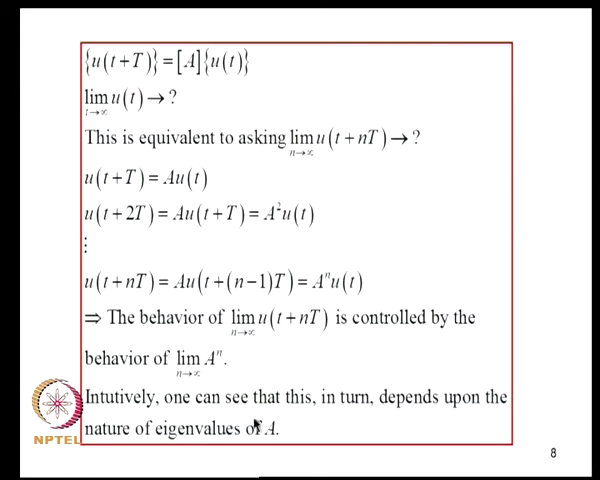 {u(t+T)} = [A]{u(t)}
lim t→∞ u(t) → ?
This is equivalent to asking lim n→∞ u(t+nT) → ?
u(t+T) = Au(t)
u(t+2T) = Au(t+T) = A²u(t)
⋮
u(t+nT) = Au(t+(n−1)T) = Aⁿu(t)
⇒ The behavior of lim n→∞ u(t+nT) is controlled by the
behavior of lim n→∞ Aⁿ.
Intutively, one can see that this, in turn, depends upon the
nature of eigenvalues of A.
NPTEL
8